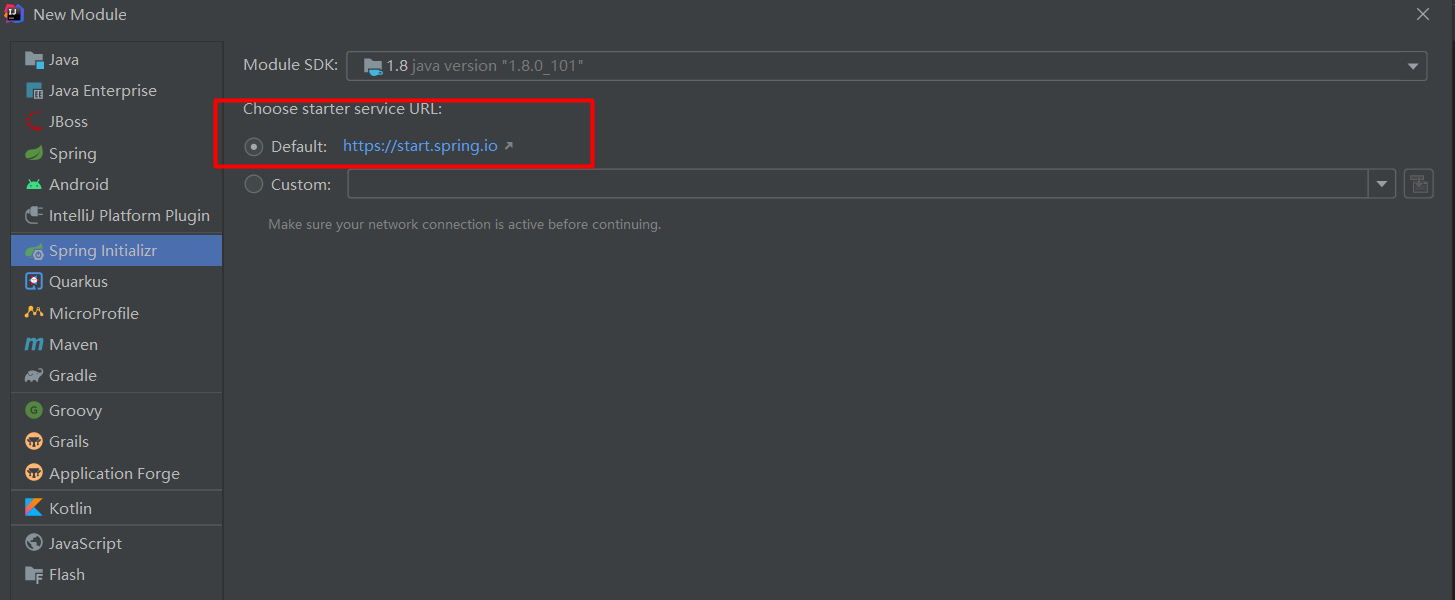 New Module
Java
Java Enterprise
JBoss
Spring
Android
IntelliJ Platform Plugin
Spring Initializr
Quarkus
MicroProfile
Maven
Gradle
Groovy
Grails
Application Forge
Kotlin
JavaScript
Flash
Module SDK: 1.8 java version "1.8.0_101"
Choose starter service URL:
Default: https://start.spring.io
Custom:
Make sure your network connection is active before continuing.